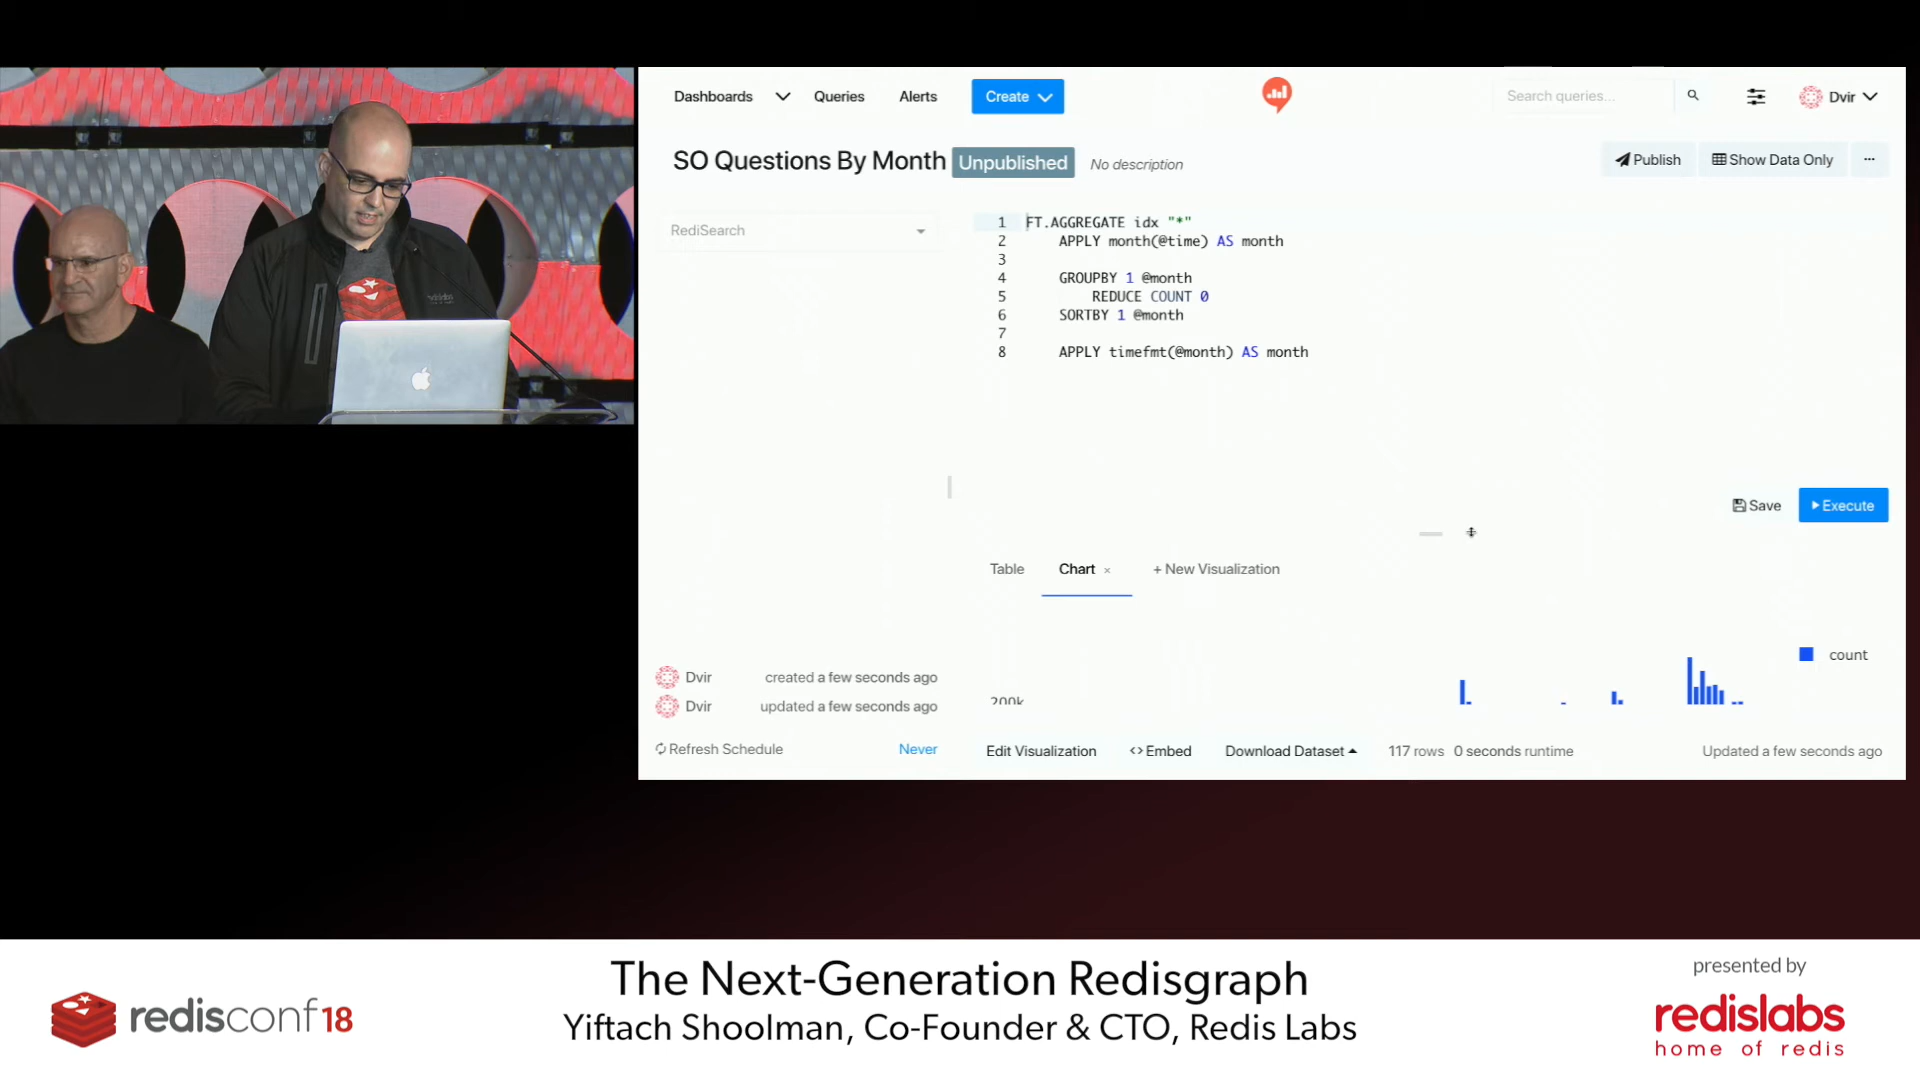 Dashboards
Queries
Alerts
Create
Search queries...
Dvir
SO Questions By Month
Unpublished
No description
Publish
Show Data Only
...
RediSearch
1 FT.AGGREGATE idx "*"
2 APPLY month(@time) AS month
3
4 GROUPBY 1 @month
5 REDUCE COUNT 0
6 SORTBY 1 @month
7
8 APPLY timefmt(@month) AS month
Save
Execute
Table
Chart ×
+ New Visualization
count
200k
Dvir created a few seconds ago
Dvir updated a few seconds ago
Refresh Schedule Never
Edit Visualization
<> Embed
Download Dataset
117 rows 0 seconds runtime
Updated a few seconds ago
redisconf18
The Next-Generation Redisgraph
Yiftach Shoolman, Co-Founder & CTO, Redis Labs
presented by
redislabs
home of redis